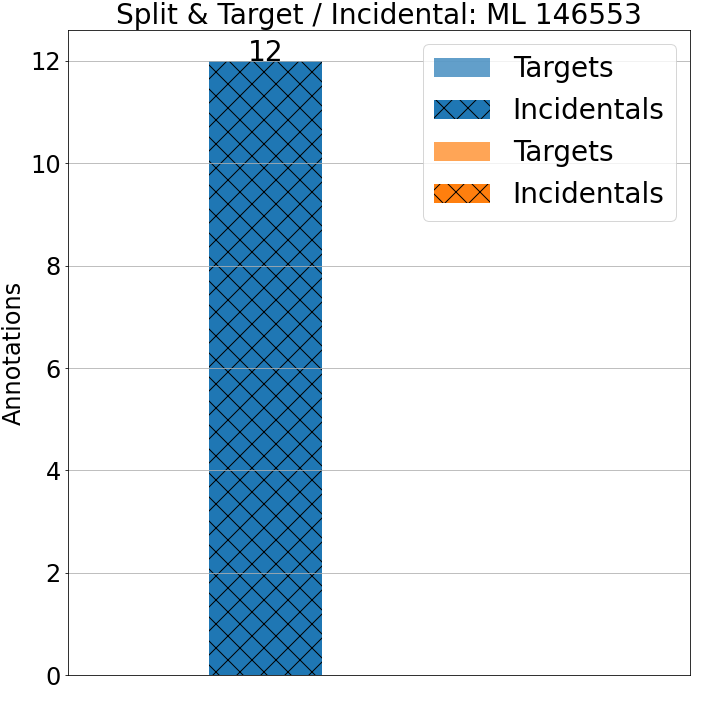 Split & Target / Incidental: ML 146553
12
Targets
Incidentals
Targets
Incidentals
Annotations
12
10
8
6
4
2
0